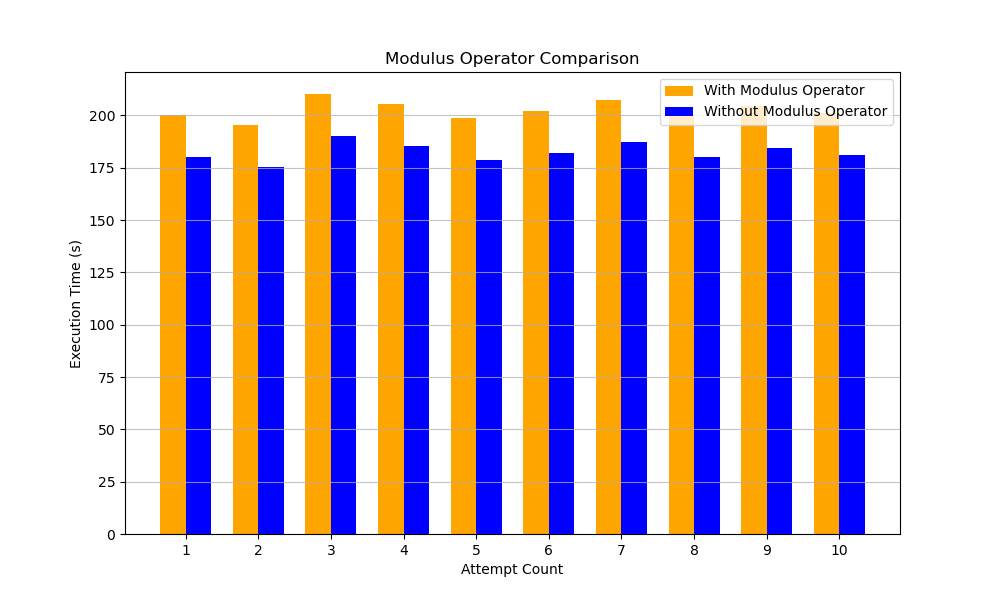 Modulus Operator Comparison
With Modulus Operator
Without Modulus Operator
200
175
150
125
100
75
50
25
0
Execution Time (s)
1 2 3 4 5 6 7 8 9 10
Attempt Count